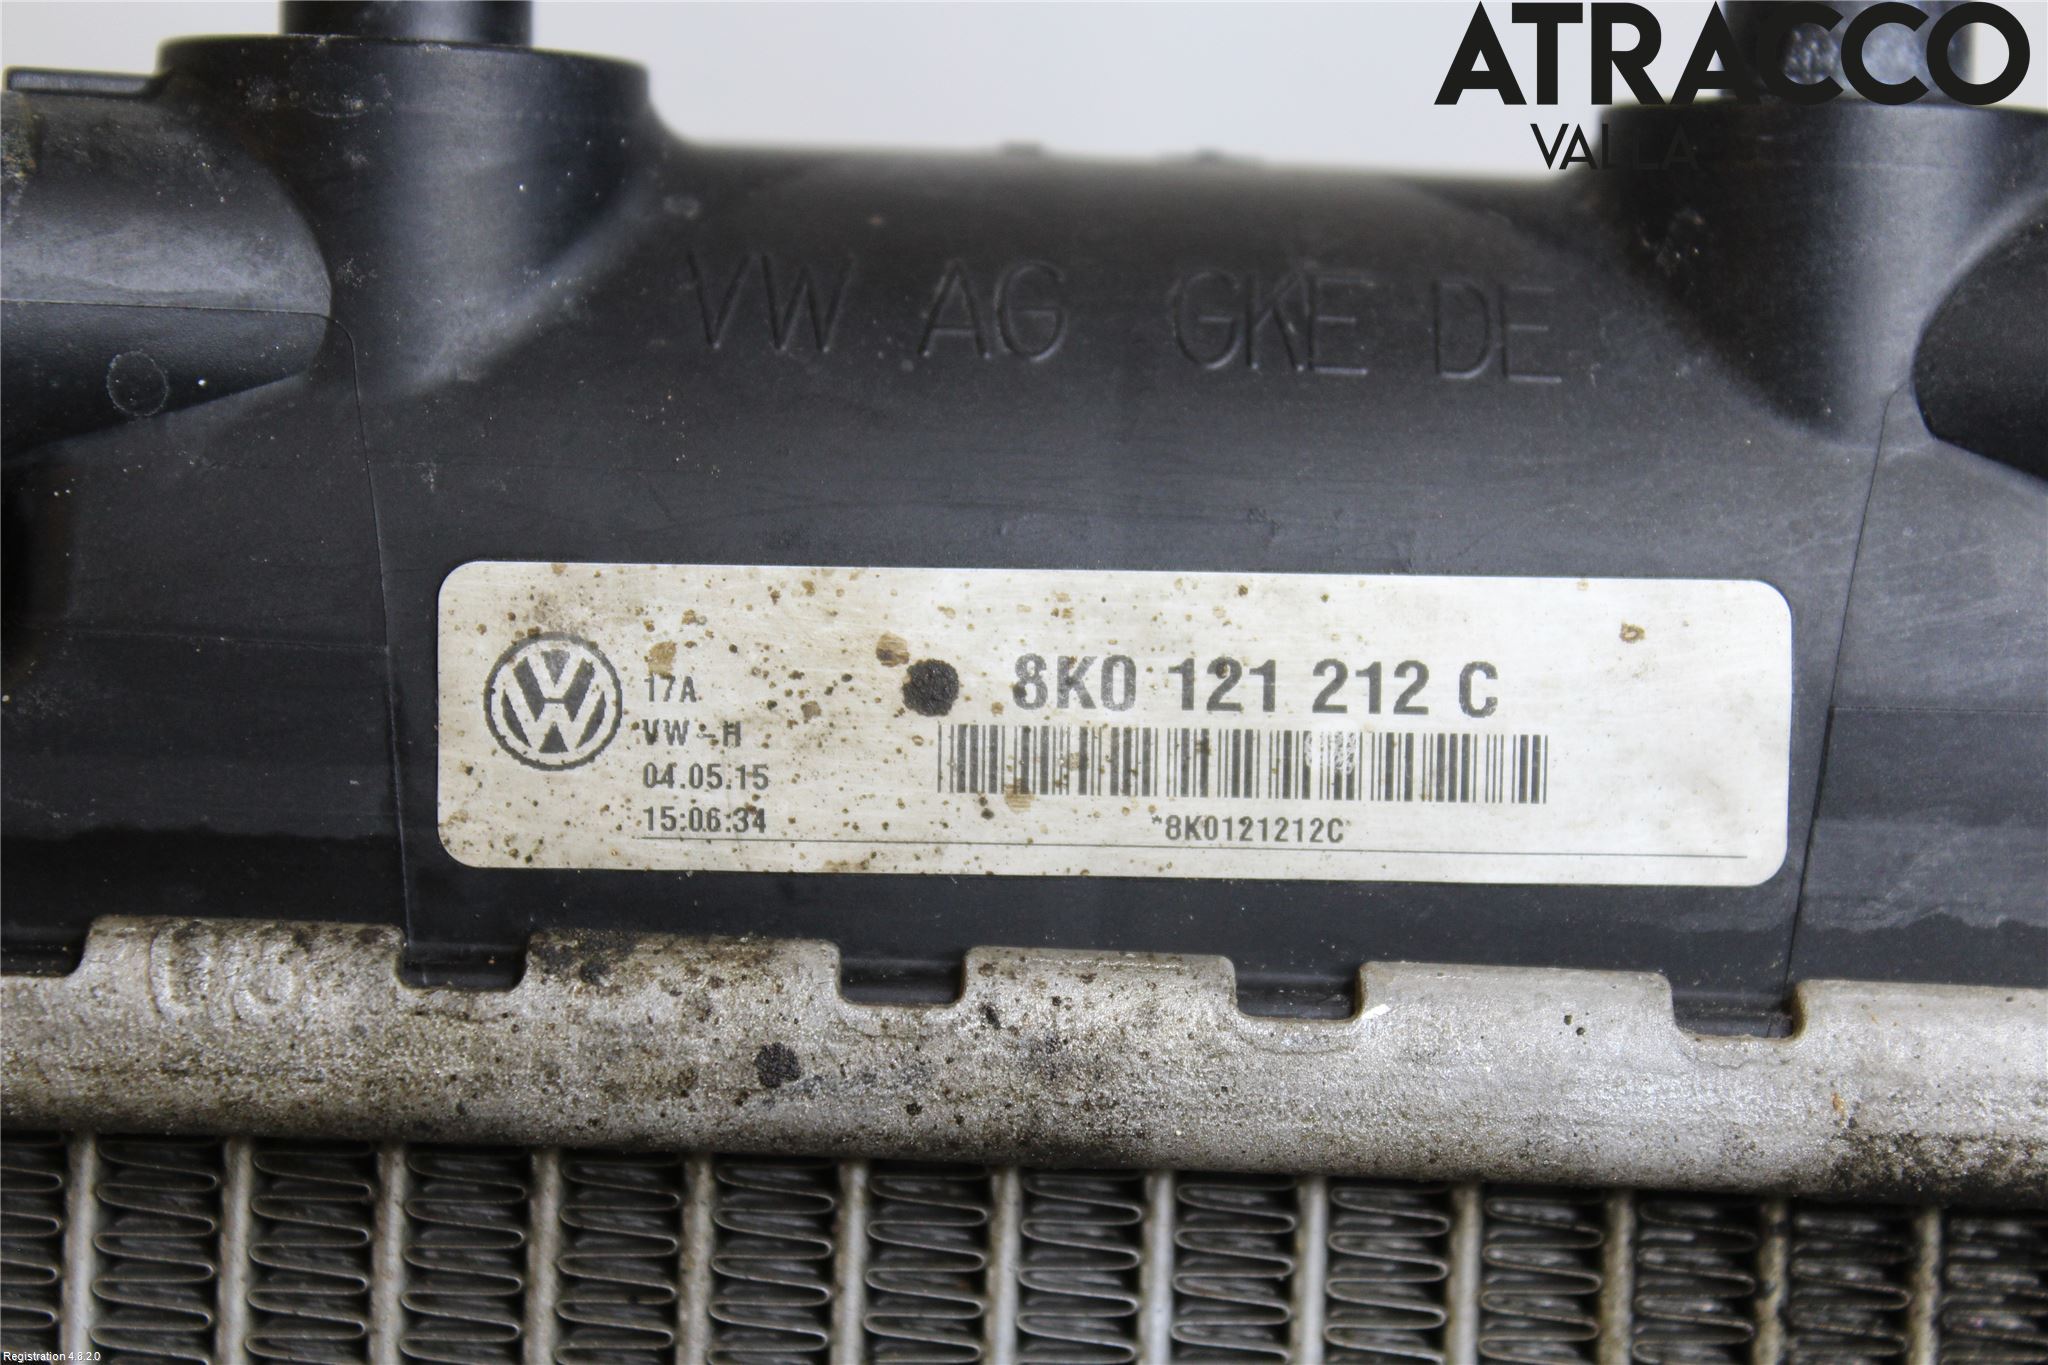 ATRACCO
VALLA
VW AG GKE DE
17A
VW-H
04.05.15
15:06:34
8K0 121 212 C
*8K0121212C*
Registration 4.8.2.0